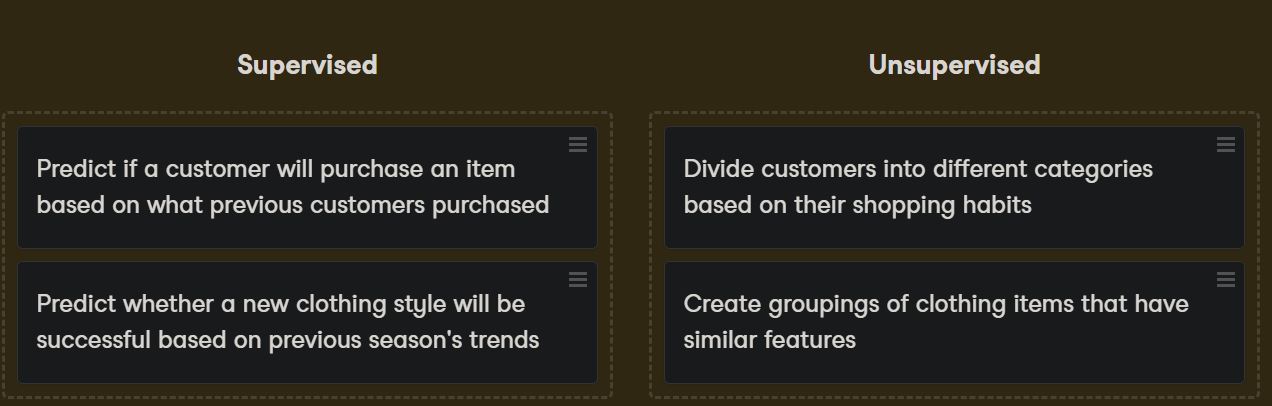 Supervised
Predict if a customer will purchase an item
based on what previous customers purchased
Predict whether a new clothing style will be
successful based on previous season's trends
Unsupervised
Divide customers into different categories
based on their shopping habits
Create groupings of clothing items that have
similar features